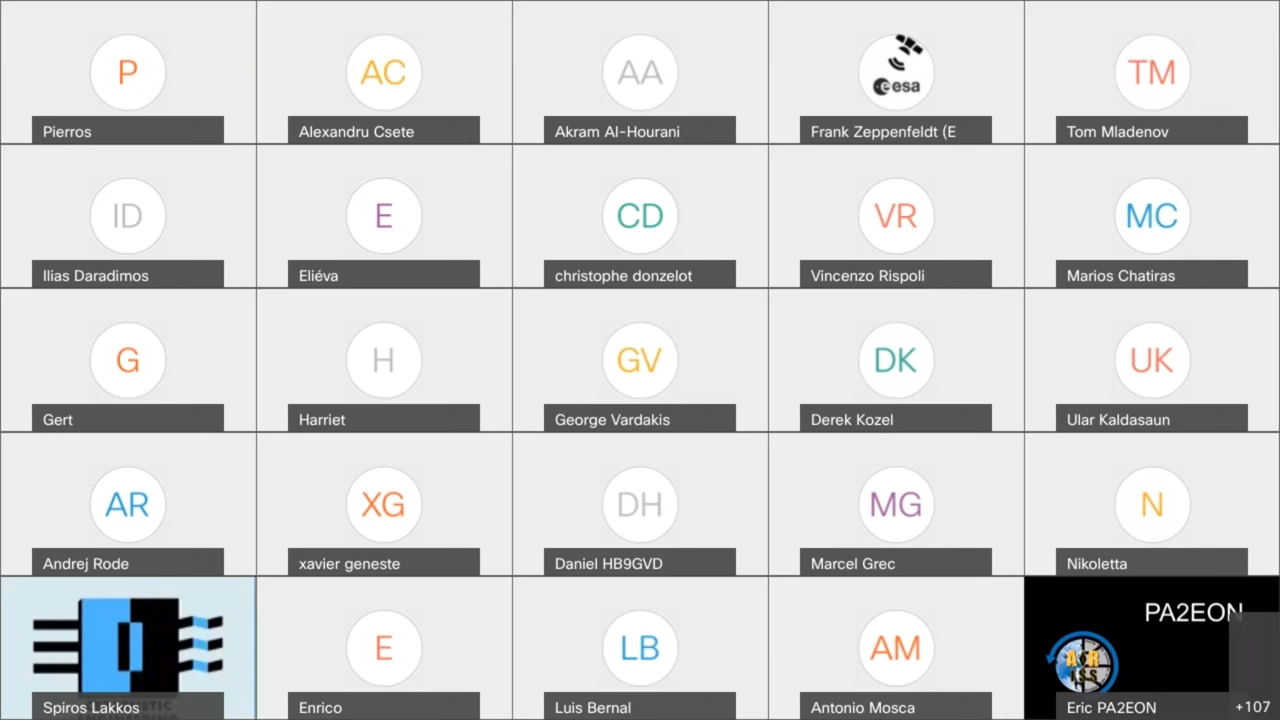 P
AC
AA
esa
TM
Pierros
Alexandru Csete
Akram Al-Hourani
Frank Zeppenfeldt (E
Tom Mladenov
ID
E
CD
VR
MC
Ilias Daradimos
Eliéva
christophe donzelot
Vincenzo Rispoli
Marios Chatiras
G
H
GV
DK
UK
Gert
Harriet
George Vardakis
Derek Kozel
Ular Kaldasaun
AR
XG
DH
MG
N
Andrej Rode
xavier geneste
Daniel HB9GVD
Marcel Grec
Nikoletta
E
LB
AM
PA2EON
ARISS
Spiros Lakkos
Enrico
Luis Bernal
Antonio Mosca
Eric PA2EON
+107